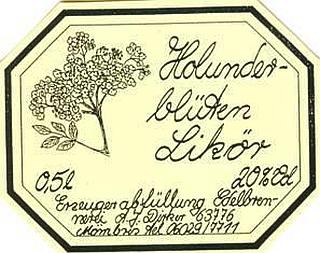 Holunder-
blüten
Likör
0,5l
20%Vol
Erzeugerabfüllung Edelbren-
nerei A.J. Dirker 63776
Mömbris Tel. 06029/7711